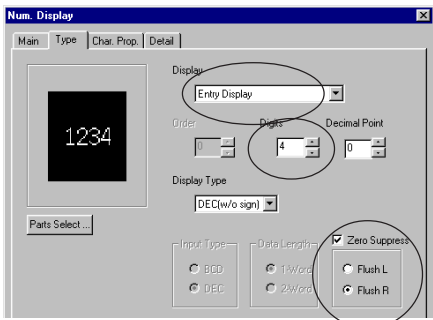 Num. Display
Main Type Char. Prop. Detail
Display
Entry Display
Order Digits Decimal Point
0 4 0
1234
Display Type
DEC(w/o sign)
Parts Select ...
Input Type Data Length Zero Suppress
BCD 1-Word Flush L
DEC 2-Word Flush R